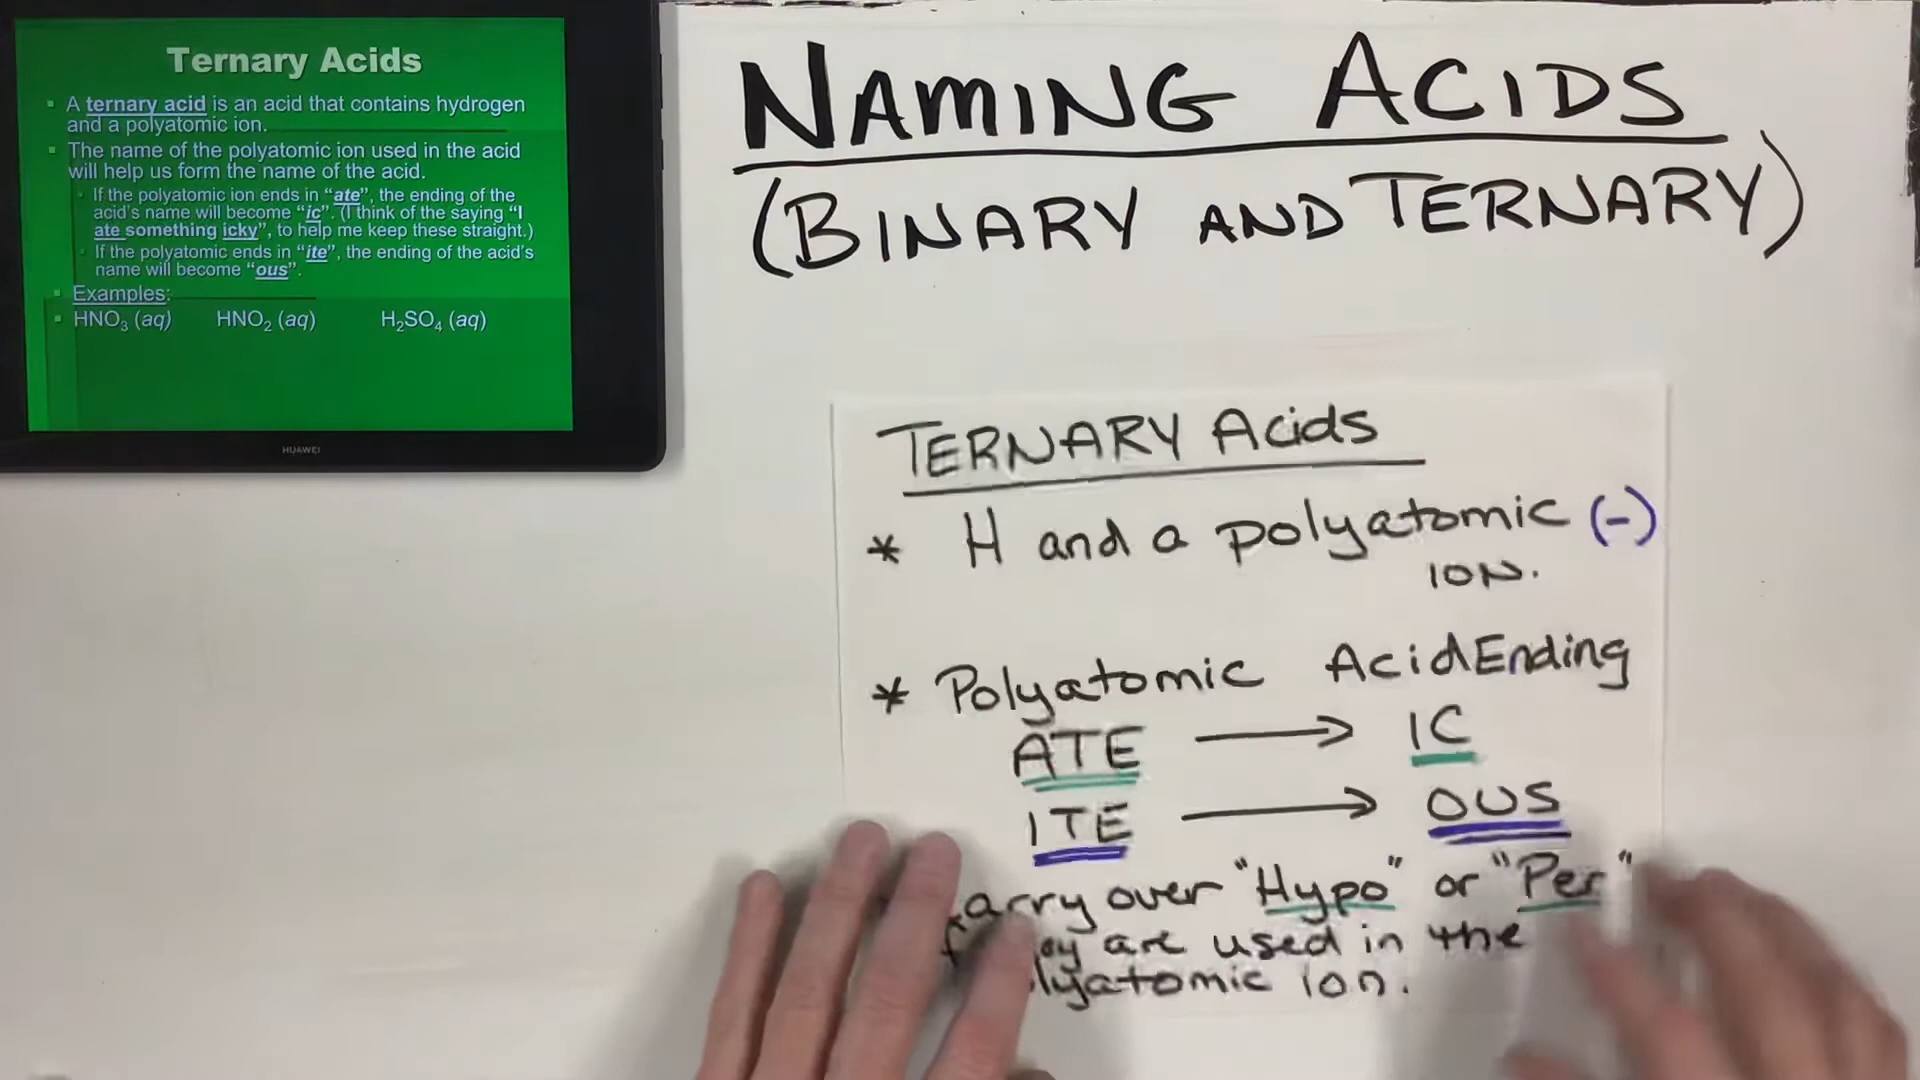 Ternary Acids
▪ A ternary acid is an acid that contains hydrogen
and a polyatomic ion.
▪ The name of the polyatomic ion used in the acid
will help us form the name of the acid.
▪ If the polyatomic ion ends in “ate”, the ending of the
acid's name will become “ic”. (I think of the saying “I
ate something icky”, to help me keep these straight.)
▪ If the polyatomic ends in “ite”, the ending of the acid's
name will become “ous”.
▪ Examples:
▪ HNO₃ (aq) HNO₂ (aq) H₂SO₄ (aq)
HUAWEI
NAMING ACIDS
(BINARY AND TERNARY)
TERNARY Acids
* H and a polyatomic (-)
ION.
* Polyatomic Acid Ending
ATE → IC
ITE → OUS
over "Hypo" or "Per"
are used in the
ion.